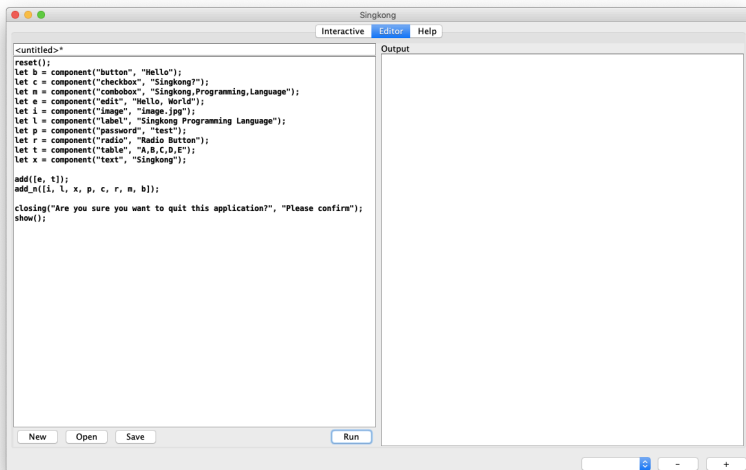 Singkong
Interactive Editor Help
<untitled>*
Output
reset();
let b = component("button", "Hello");
let c = component("checkbox", "Singkong?");
let m = component("combobox", "Singkong,Programming,Language");
let e = component("edit", "Hello, World");
let i = component("image", "image.jpg");
let l = component("label", "Singkong Programming Language");
let p = component("password", "test");
let r = component("radio", "Radio Button");
let t = component("table", "A,B,C,D,E");
let x = component("text", "Singkong");
add([e, t]);
add_n([i, l, x, p, c, r, m, b]);
closing("Are you sure you want to quit this application?", "Please confirm");
show();
New Open Save Run
- +